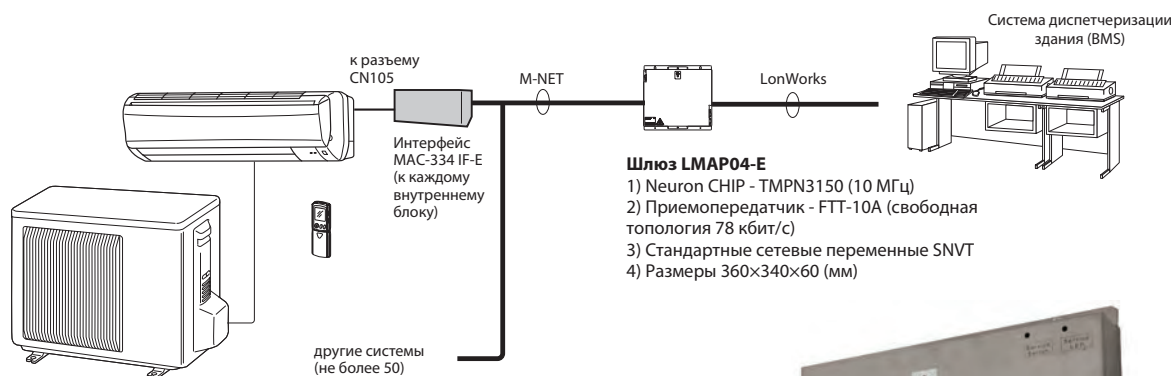 Система диспетчеризации
здания (BMS)
к разъему
CN105
M-NET
LonWorks
Интерфейс
MAC-334 IF-E
(к каждому
внутреннему
блоку)
Шлюз LMAP04-E
1) Neuron CHIP - TMPN3150 (10 МГц)
2) Приемопередатчик - FTT-10A (свободная
топология 78 кбит/с)
3) Стандартные сетевые переменные SNVT
4) Размеры 360×340×60 (мм)
другие системы
(не более 50)